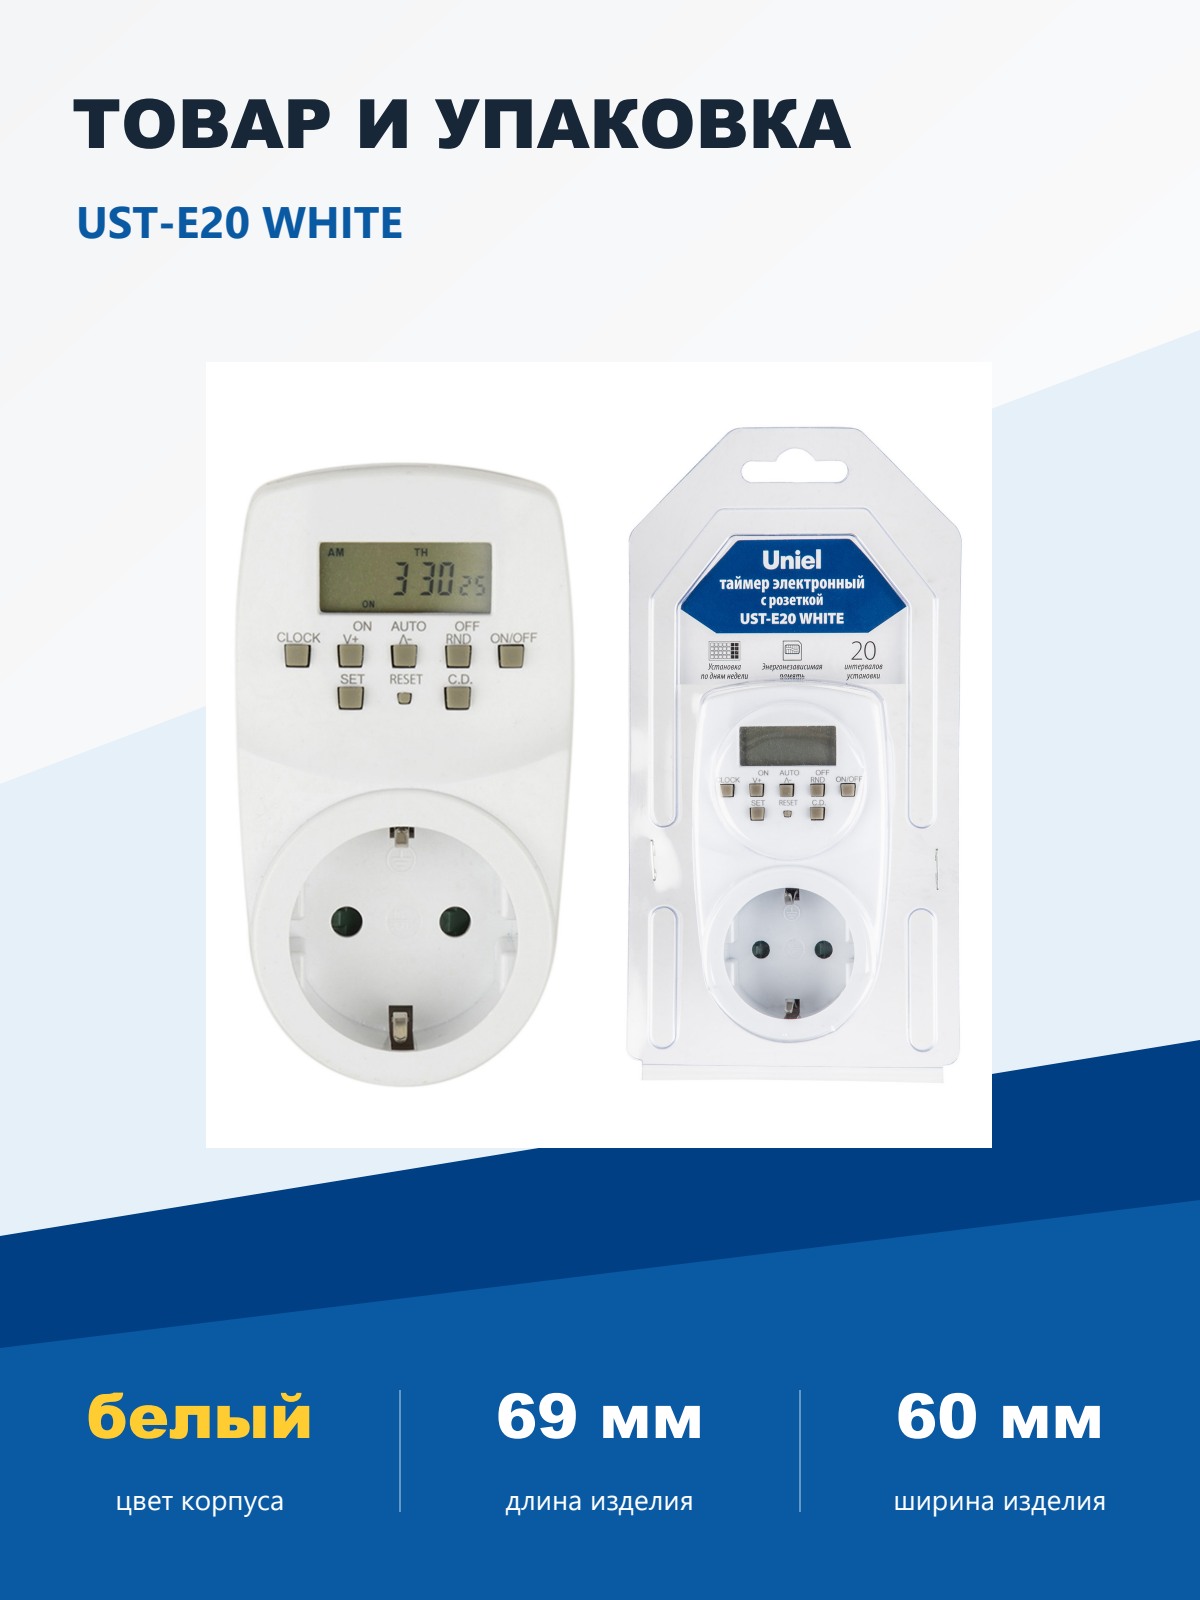 ТОВАР И УПАКОВКА
UST-E20 WHITE
AM TH
3 30 25
ON
ON AUTO OFF
CLOCK V+ Λ- RND ON/OFF
SET RESET C.D.
Uniel
таймер электронный
с розеткой
UST-E20 WHITE
20
Установка
по дням недели
Энергонезависимая
память
интервалов
установки
ON AUTO OFF
CLOCK V+ Λ- RND ON/OFF
SET RESET C.D.
белый
цвет корпуса
69 мм
длина изделия
60 мм
ширина изделия